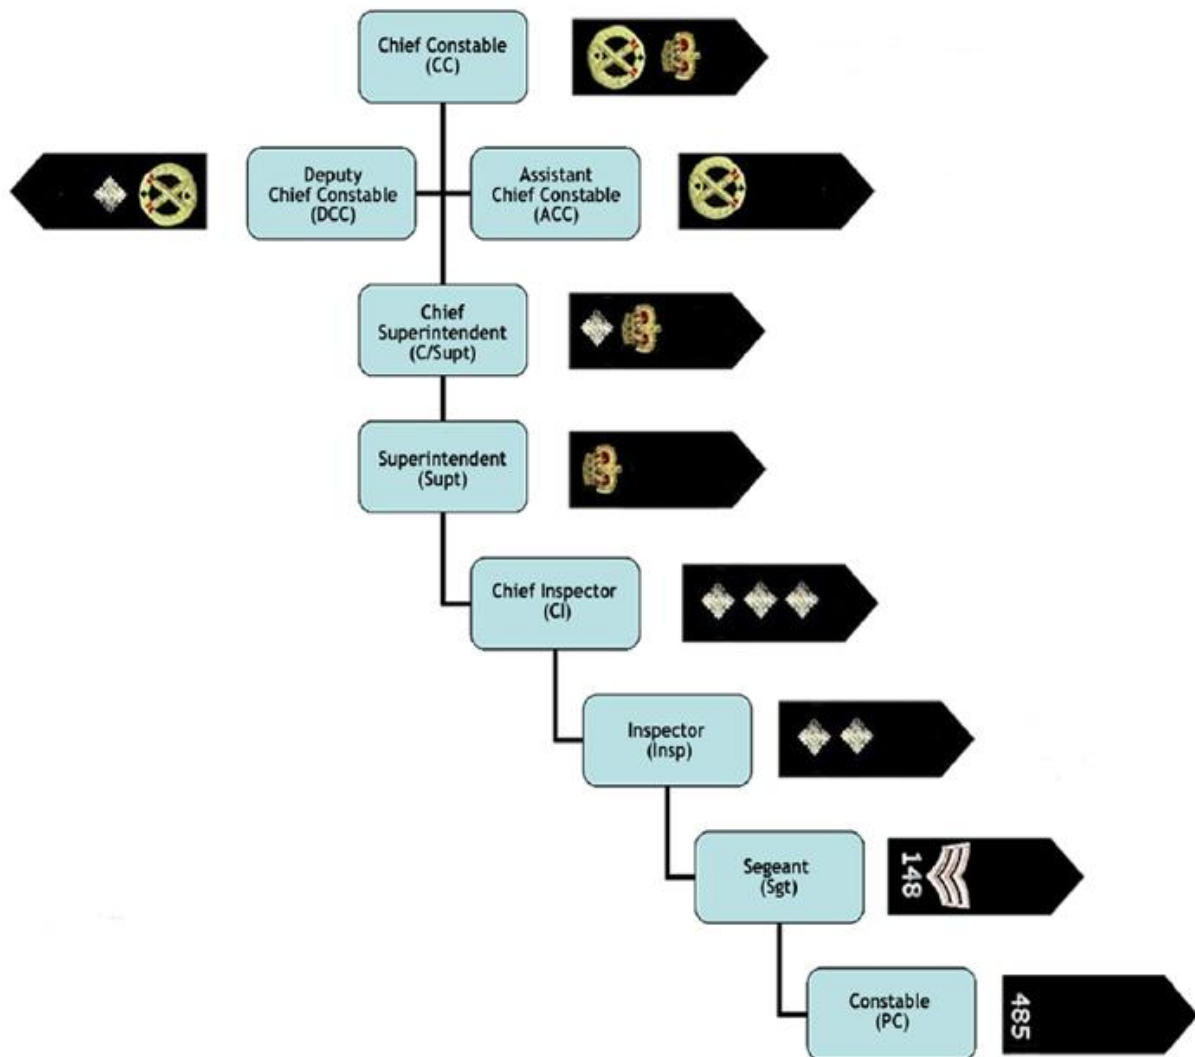 Chief Constable
(CC)
Deputy
Chief Constable
(DCC)
Assistant
Chief Constable
(ACC)
Chief
Superintendent
(C/Supt)
Superintendent
(Supt)
Chief Inspector
(CI)
Inspector
(Insp)
Segeant
(Sgt)
148
Constable
(PC)
485